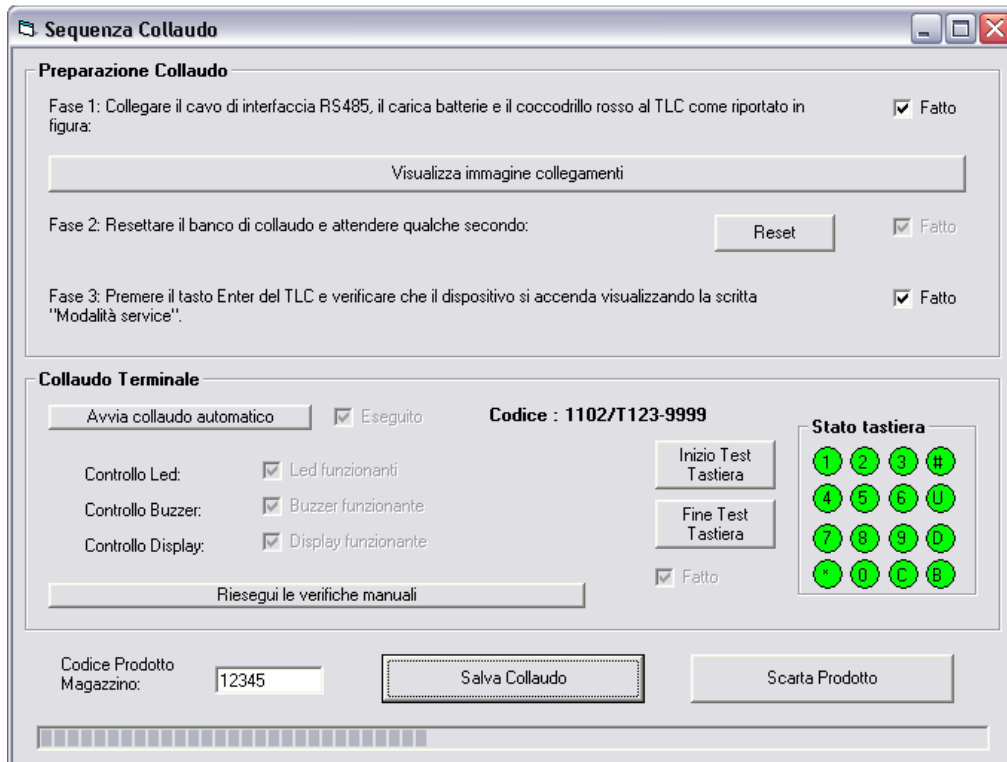 Sequenza Collaudo
Preparazione Collaudo
Fase 1: Collegare il cavo di interfaccia RS485, il carica batterie e il coccodrillo rosso al TLC come riportato in
figura:
Fatto
Visualizza immagine collegamenti
Fase 2: Resettare il banco di collaudo e attendere qualche secondo:
Reset
Fatto
Fase 3: Premere il tasto Enter del TLC e verificare che il dispositivo si accenda visualizzando la scritta
"Modalità service".
Fatto
Collaudo Terminale
Avvia collaudo automatico
Eseguito
Codice : 1102/T123-9999
Controllo Led:
Led funzionanti
Controllo Buzzer:
Buzzer funzionante
Controllo Display:
Display funzionante
Riesegui le verifiche manuali
Inizio Test
Tastiera
Fine Test
Tastiera
Fatto
Stato tastiera
1 2 3 #
4 5 6 U
7 8 9 D
* 0 C B
Codice Prodotto
Magazzino:
12345
Salva Collaudo
Scarta Prodotto